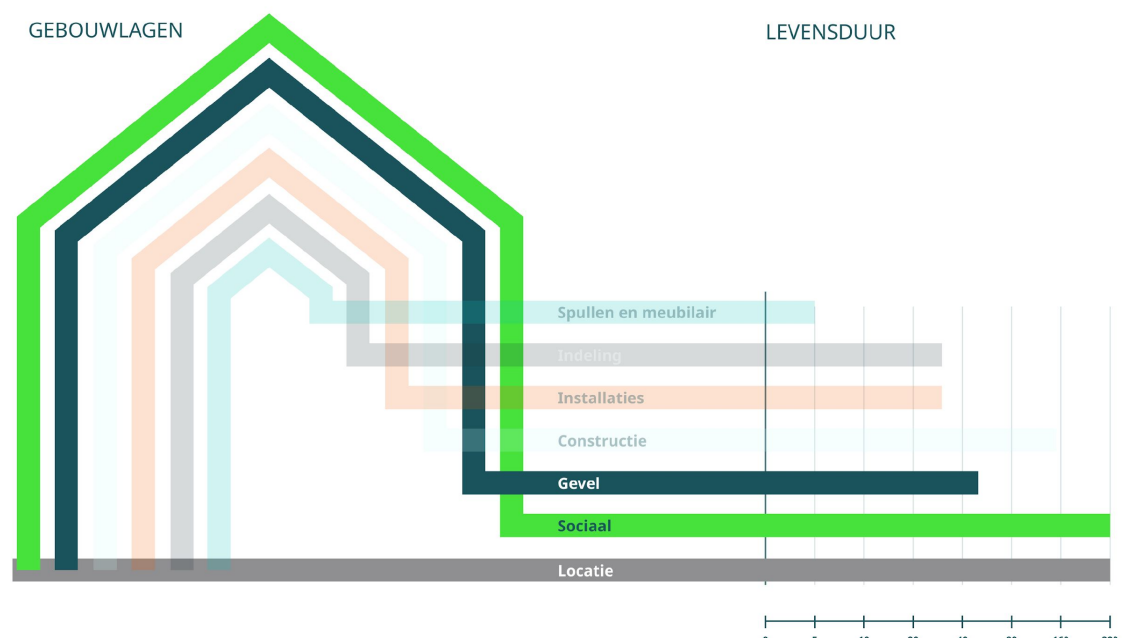 GEBOUWLAGEN
LEVENSDUUR
Spullen en meubilair
Indeling
Installaties
Constructie
Gevel
Sociaal
Locatie